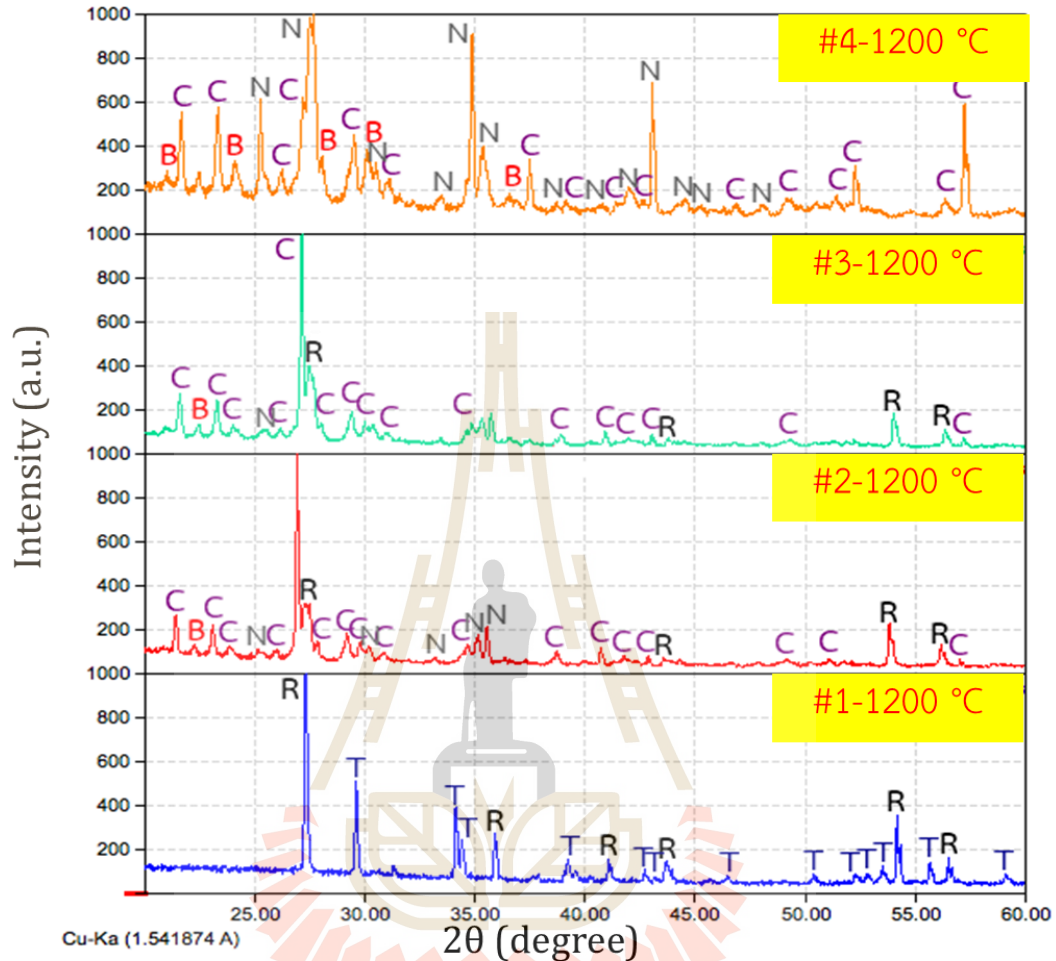 #4-1200 °C
1000
800
600
400
200
B C C B N C C N B C B N C N N N B C N C N C N C N N N C N C C C C C
#3-1200 °C
1000
800
600
400
200
C B C C N C C R C C C C C C C C C R C R R C
#2-1200 °C
1000
800
600
400
200
C B C C N C R C C N C N C N N C C C C R C C R R C
#1-1200 °C
1000
800
600
400
200
R T T T R T R T T R T T T T T R T R T
25.00 30.00 35.00 40.00 45.00 50.00 55.00 60.00
Cu-Ka (1.541874 A)
2θ (degree)
Intensity (a.u.)